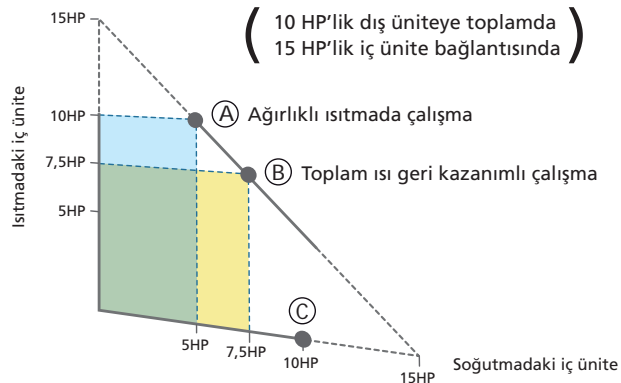 15HP
( 10 HP'lik dış üniteye toplamda
15 HP'lik iç ünite bağlantısında )
Isıtmadaki iç ünite
10HP
A Ağırlıklı ısıtmada çalışma
7,5HP
B Toplam ısı geri kazanımlı çalışma
5HP
C
5HP
7,5HP
10HP
15HP
Soğutmadaki iç ünite